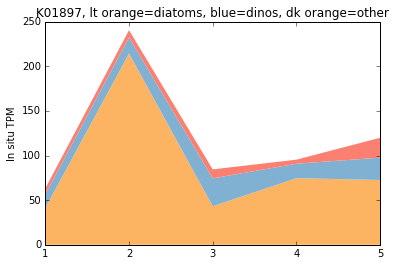 K01897, lt orange=diatoms, blue=dinos, dk orange=other
250
200
150
100
50
0
In situ TPM
1 2 3 4 5